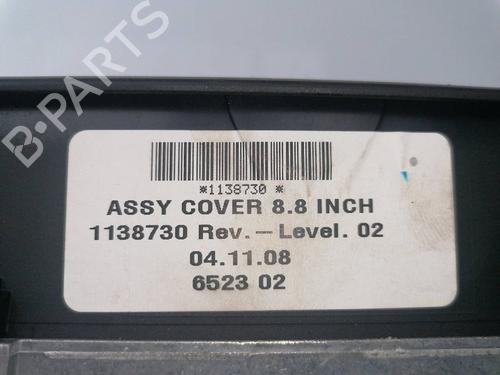 B-PARTS
*1138730 *
ASSY COVER 8.8 INCH
1138730 Rev. - Level. 02
04.11.08
6523 02